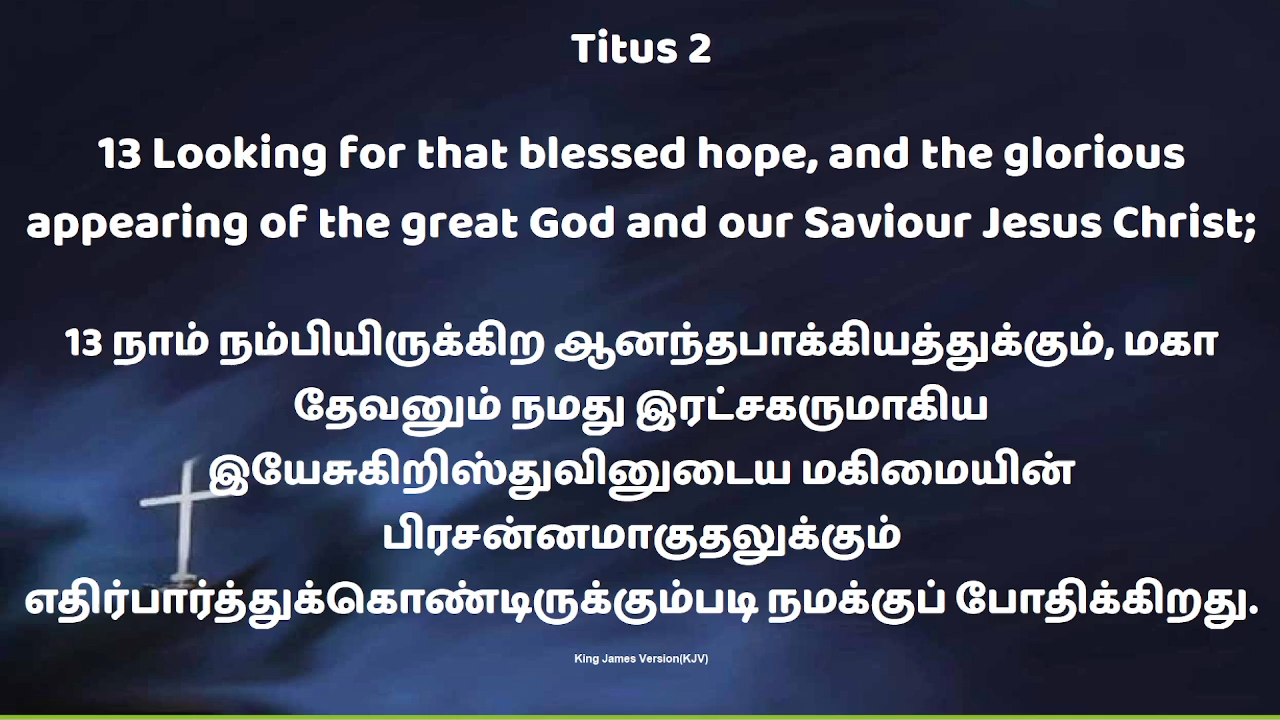 Titus 2
13 Looking for that blessed hope, and the glorious
appearing of the great God and our Saviour Jesus Christ;
13 நாம் நம்பியிருக்கிற ஆனந்தபாக்கியத்துக்கும், மகா
தேவனும் நமது இரட்சகருமாகிய
இயேசுகிறிஸ்துவினுடைய மகிமையின்
பிரசன்னமாகுதலுக்கும்
எதிர்பார்த்துக்கொண்டிருக்கும்படி நமக்குப் போதிக்கிறது.
King James Version(KJV)